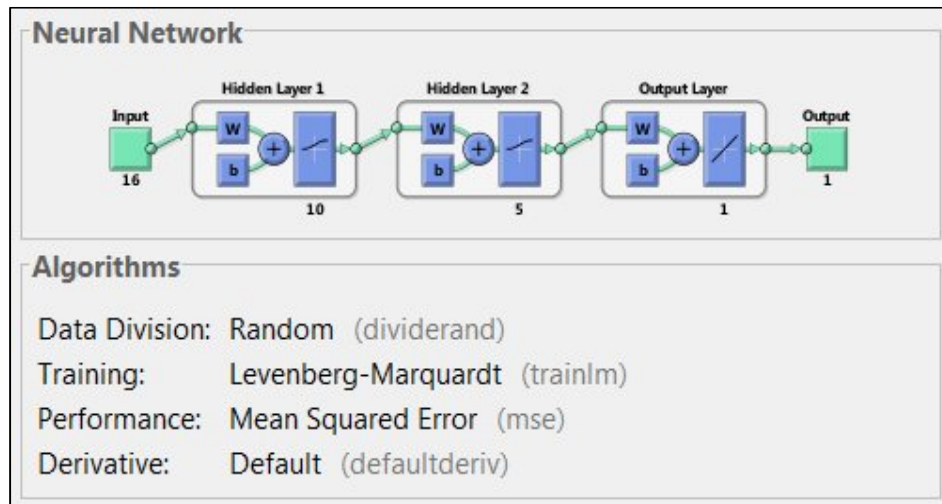 Neural Network
Hidden Layer 1 Hidden Layer 2 Output Layer
Input Output
W W W
+ + +
b b b
16 1
10 5 1
Algorithms
Data Division: Random (dividerand)
Training: Levenberg-Marquardt (trainlm)
Performance: Mean Squared Error (mse)
Derivative: Default (defaultderiv)